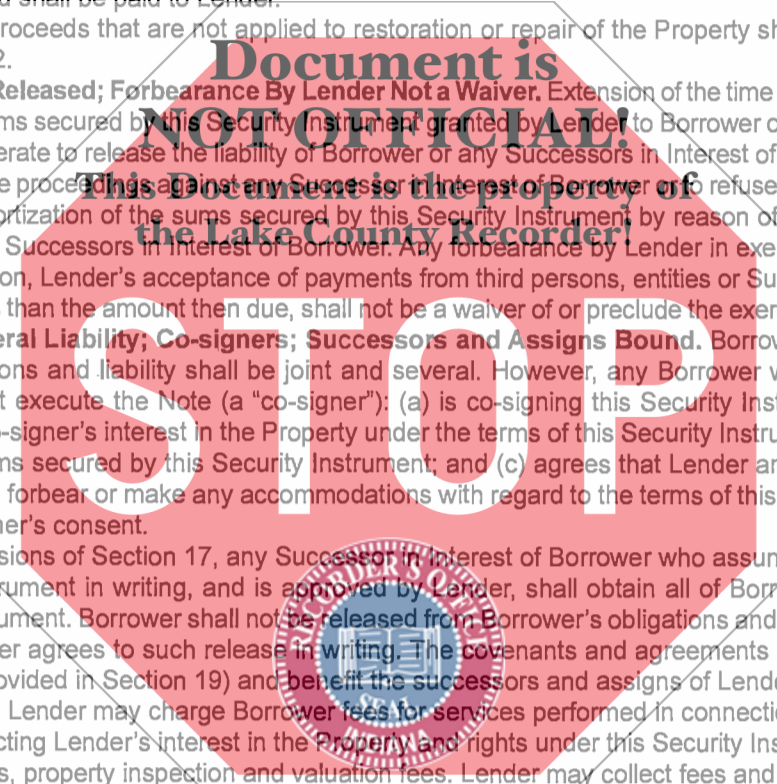 d shall be paid to Lender.
roceeds that are not applied to restoration or repair of the Property sh
2.
Document is
Released; Forbearance By Lender Not a Waiver. Extension of the time
NOT OFFICIAL!
ms secured by this Security Instrument granted by Lender to Borrower o
erate to release the liability of Borrower or any Successors in Interest of
This Document is the property of
e proceedings against any Successor in Interest of Borrower or to refuse
ortization of the sums secured by this Security Instrument by reason of
the Lake County Recorder!
Successors in Interest of Borrower. Any forbearance by Lender in exe
on, Lender's acceptance of payments from third persons, entities or Su
than the amount then due, shall not be a waiver of or preclude the exer
STOP
eral Liability; Co-signers; Successors and Assigns Bound. Borrow
ons and liability shall be joint and several. However, any Borrower w
t execute the Note (a “co-signer”): (a) is co-signing this Security Inst
-signer's interest in the Property under the terms of this Security Instru
ms secured by this Security Instrument; and (c) agrees that Lender an
forbear or make any accommodations with regard to the terms of this
er's consent.
sions of Section 17, any Successor in Interest of Borrower who assum
rument in writing, and is approved by Lender, shall obtain all of Borr
ument. Borrower shall not be released from Borrower's obligations and
er agrees to such release in writing. The covenants and agreements
ovided in Section 19) and benefit the successors and assigns of Lende
Lender may charge Borrower fees for services performed in connectio
cting Lender's interest in the Property and rights under this Security Ins
s, property inspection and valuation fees. Lender may collect fees and
RECORDER'S OFFICE
SEAL
INDIANA